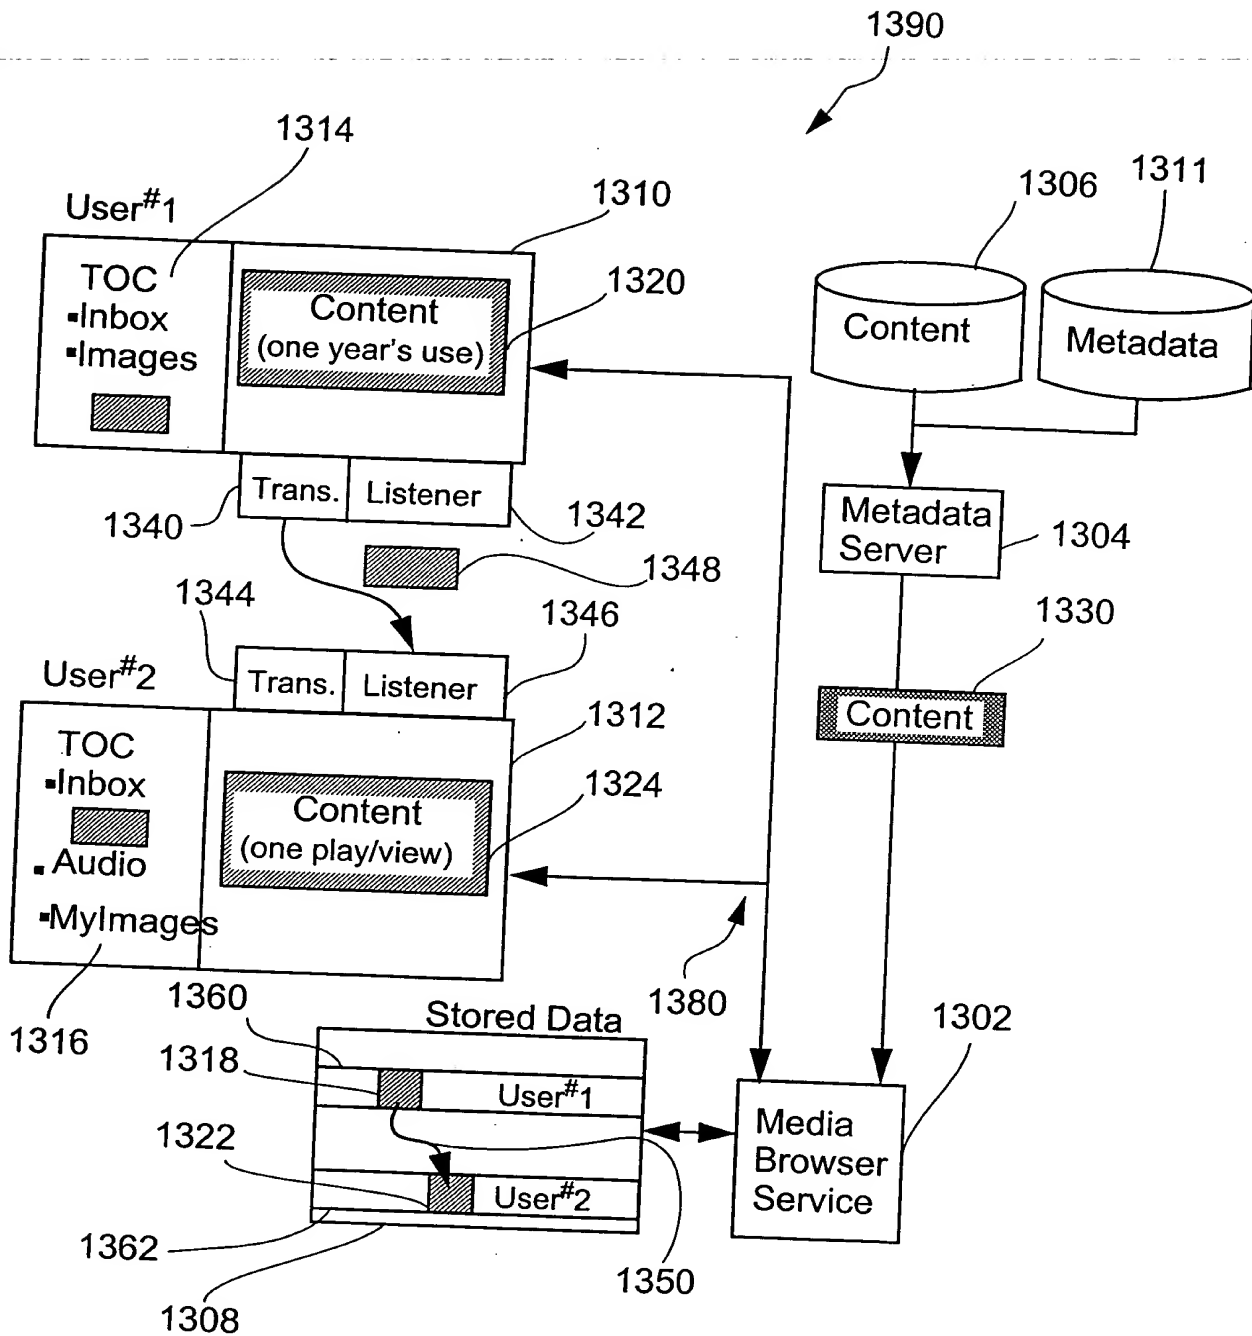 1390
1314
1306
1311
User#1
1310
TOC
▪Inbox
▪Images
Content
(one year's use)
1320
Content
Metadata
Trans.
Listener
1340
1342
Metadata
Server
1304
1348
1344
1346
1330
User#2
Trans.
Listener
1312
Content
TOC
▪Inbox
▪Audio
▪MyImages
Content
(one play/view)
1324
1316
1380
1360
Stored Data
1302
1318
User#1
1322
User#2
Media
Browser
Service
1362
1350
1308